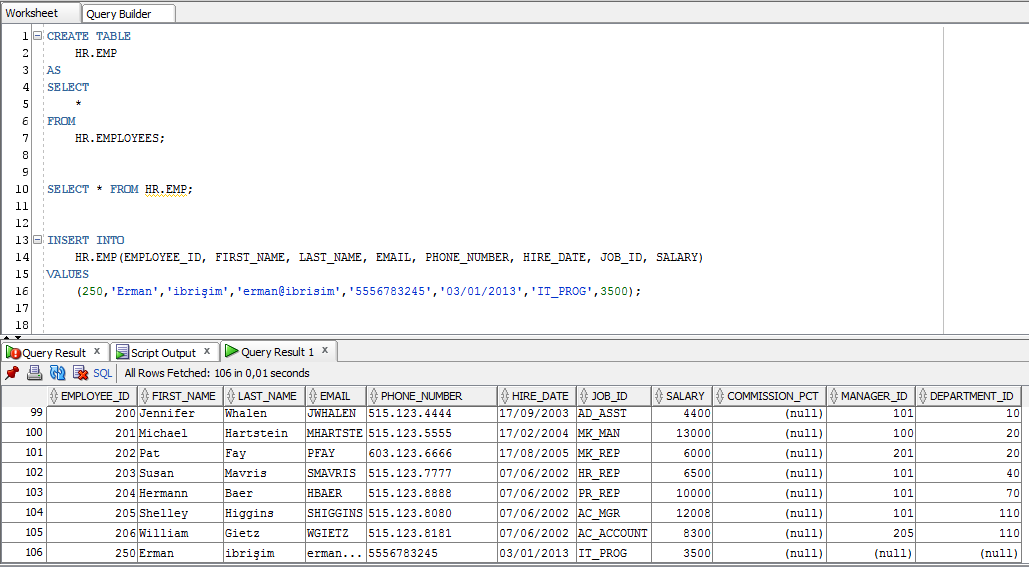 Worksheet Query Builder
1 CREATE TABLE
2 HR.EMP
3 AS
4 SELECT
5 *
6 FROM
7 HR.EMPLOYEES;
8
9
10 SELECT * FROM HR.EMP;
11
12
13 INSERT INTO
14 HR.EMP(EMPLOYEE_ID, FIRST_NAME, LAST_NAME, EMAIL, PHONE_NUMBER, HIRE_DATE, JOB_ID, SALARY)
15 VALUES
16 (250,'Erman','ibrişim','erman@ibrisim','5556783245','03/01/2013','IT_PROG',3500);
17
18
Query Result x Script Output x Query Result 1 x
SQL All Rows Fetched: 106 in 0,01 seconds
EMPLOYEE_ID FIRST_NAME LAST_NAME EMAIL PHONE_NUMBER HIRE_DATE JOB_ID SALARY COMMISSION_PCT MANAGER_ID DEPARTMENT_ID
99 200 Jennifer Whalen JWHALEN 515.123.4444 17/09/2003 AD_ASST 4400 (null) 101 10
100 201 Michael Hartstein MHARTSTE 515.123.5555 17/02/2004 MK_MAN 13000 (null) 100 20
101 202 Pat Fay PFAY 603.123.6666 17/08/2005 MK_REP 6000 (null) 201 20
102 203 Susan Mavris SMAVRIS 515.123.7777 07/06/2002 HR_REP 6500 (null) 101 40
103 204 Hermann Baer HBAER 515.123.8888 07/06/2002 PR_REP 10000 (null) 101 70
104 205 Shelley Higgins SHIGGINS 515.123.8080 07/06/2002 AC_MGR 12008 (null) 101 110
105 206 William Gietz WGIETZ 515.123.8181 07/06/2002 AC_ACCOUNT 8300 (null) 205 110
106 250 Erman ibrişim erman... 5556783245 03/01/2013 IT_PROG 3500 (null) (null) (null)